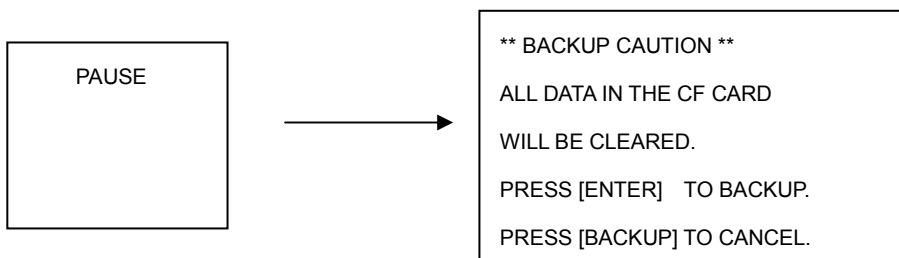 PAUSE
** BACKUP CAUTION **
ALL DATA IN THE CF CARD
WILL BE CLEARED.
PRESS [ENTER] TO BACKUP.
PRESS [BACKUP] TO CANCEL.